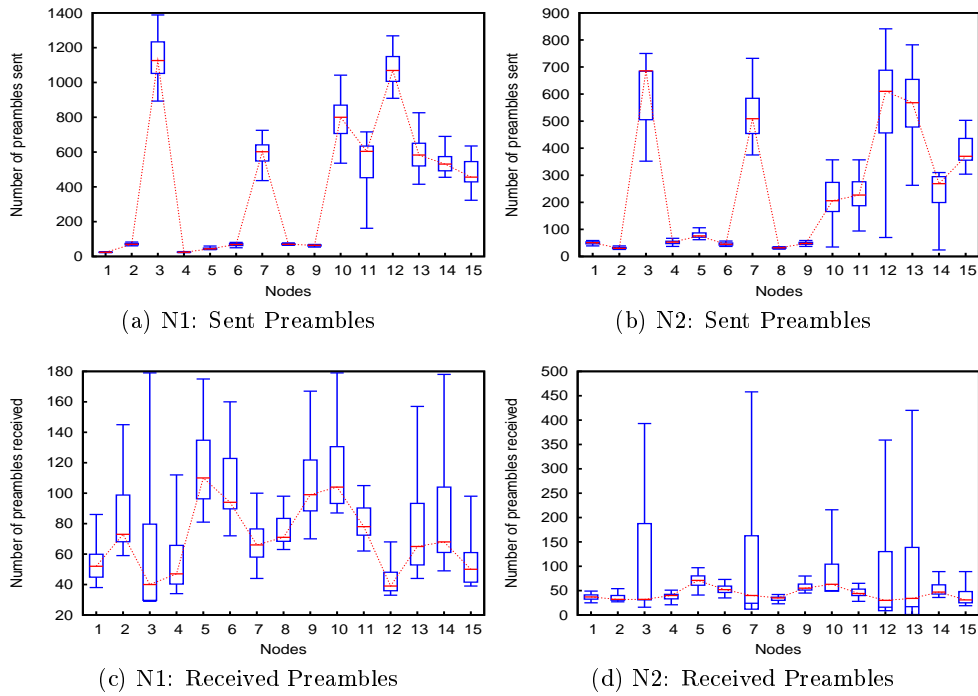 Number of preambles sent
1400
1200
1000
800
600
400
200
0
1 2 3 4 5 6 7 8 9 10 11 12 13 14 15
Nodes
(a) N1: Sent Preambles
Number of preambles sent
900
800
700
600
500
400
300
200
100
0
1 2 3 4 5 6 7 8 9 10 11 12 13 14 15
Nodes
(b) N2: Sent Preambles
Number of preambles received
180
160
140
120
100
80
60
40
20
1 2 3 4 5 6 7 8 9 10 11 12 13 14 15
Nodes
(c) N1: Received Preambles
Number of preambles received
500
450
400
350
300
250
200
150
100
50
0
1 2 3 4 5 6 7 8 9 10 11 12 13 14 15
Nodes
(d) N2: Received Preambles